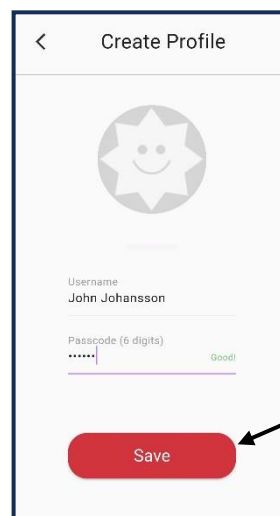 Create Profile
Username
John Johansson
Passcode (6 digits)
••••••
Good!
Save